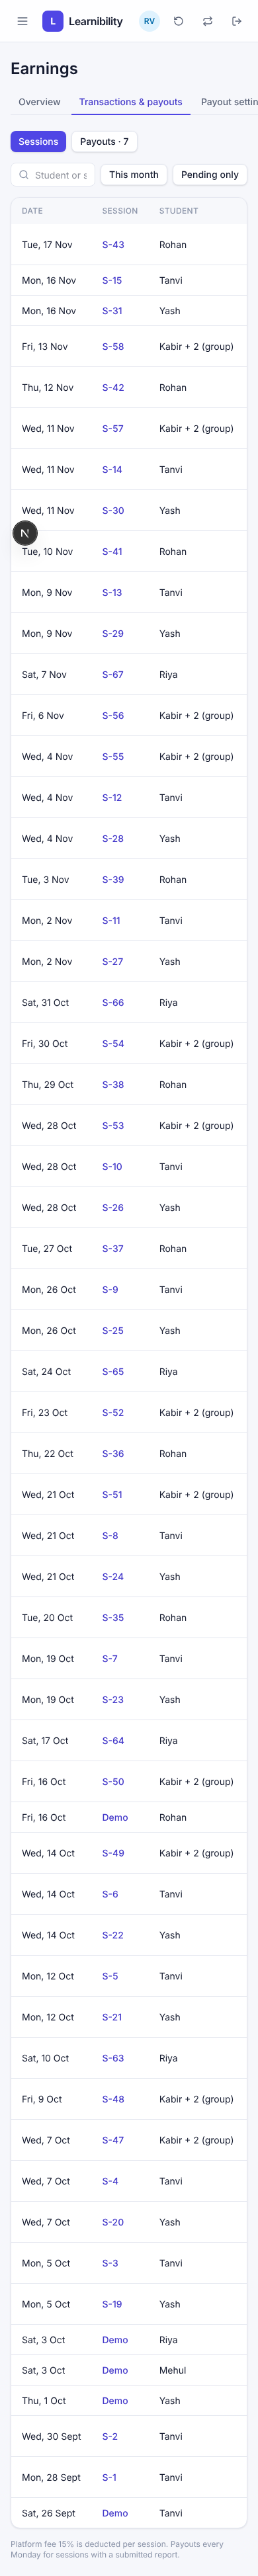 L Learnibility RV
Earnings
Overview Transactions & payouts Payout settin
Sessions Payouts · 7
Student or s This month Pending only
DATE SESSION STUDENT
Tue, 17 Nov S-43 Rohan
Mon, 16 Nov S-15 Tanvi
Mon, 16 Nov S-31 Yash
Fri, 13 Nov S-58 Kabir + 2 (group)
Thu, 12 Nov S-42 Rohan
Wed, 11 Nov S-57 Kabir + 2 (group)
Wed, 11 Nov S-14 Tanvi
Wed, 11 Nov S-30 Yash
N
Tue, 10 Nov S-41 Rohan
Mon, 9 Nov S-13 Tanvi
Mon, 9 Nov S-29 Yash
Sat, 7 Nov S-67 Riya
Fri, 6 Nov S-56 Kabir + 2 (group)
Wed, 4 Nov S-55 Kabir + 2 (group)
Wed, 4 Nov S-12 Tanvi
Wed, 4 Nov S-28 Yash
Tue, 3 Nov S-39 Rohan
Mon, 2 Nov S-11 Tanvi
Mon, 2 Nov S-27 Yash
Sat, 31 Oct S-66 Riya
Fri, 30 Oct S-54 Kabir + 2 (group)
Thu, 29 Oct S-38 Rohan
Wed, 28 Oct S-53 Kabir + 2 (group)
Wed, 28 Oct S-10 Tanvi
Wed, 28 Oct S-26 Yash
Tue, 27 Oct S-37 Rohan
Mon, 26 Oct S-9 Tanvi
Mon, 26 Oct S-25 Yash
Sat, 24 Oct S-65 Riya
Fri, 23 Oct S-52 Kabir + 2 (group)
Thu, 22 Oct S-36 Rohan
Wed, 21 Oct S-51 Kabir + 2 (group)
Wed, 21 Oct S-8 Tanvi
Wed, 21 Oct S-24 Yash
Tue, 20 Oct S-35 Rohan
Mon, 19 Oct S-7 Tanvi
Mon, 19 Oct S-23 Yash
Sat, 17 Oct S-64 Riya
Fri, 16 Oct S-50 Kabir + 2 (group)
Fri, 16 Oct Demo Rohan
Wed, 14 Oct S-49 Kabir + 2 (group)
Wed, 14 Oct S-6 Tanvi
Wed, 14 Oct S-22 Yash
Mon, 12 Oct S-5 Tanvi
Mon, 12 Oct S-21 Yash
Sat, 10 Oct S-63 Riya
Fri, 9 Oct S-48 Kabir + 2 (group)
Wed, 7 Oct S-47 Kabir + 2 (group)
Wed, 7 Oct S-4 Tanvi
Wed, 7 Oct S-20 Yash
Mon, 5 Oct S-3 Tanvi
Mon, 5 Oct S-19 Yash
Sat, 3 Oct Demo Riya
Sat, 3 Oct Demo Mehul
Thu, 1 Oct Demo Yash
Wed, 30 Sept S-2 Tanvi
Mon, 28 Sept S-1 Tanvi
Sat, 26 Sept Demo Tanvi
Platform fee 15% is deducted per session. Payouts every
Monday for sessions with a submitted report.